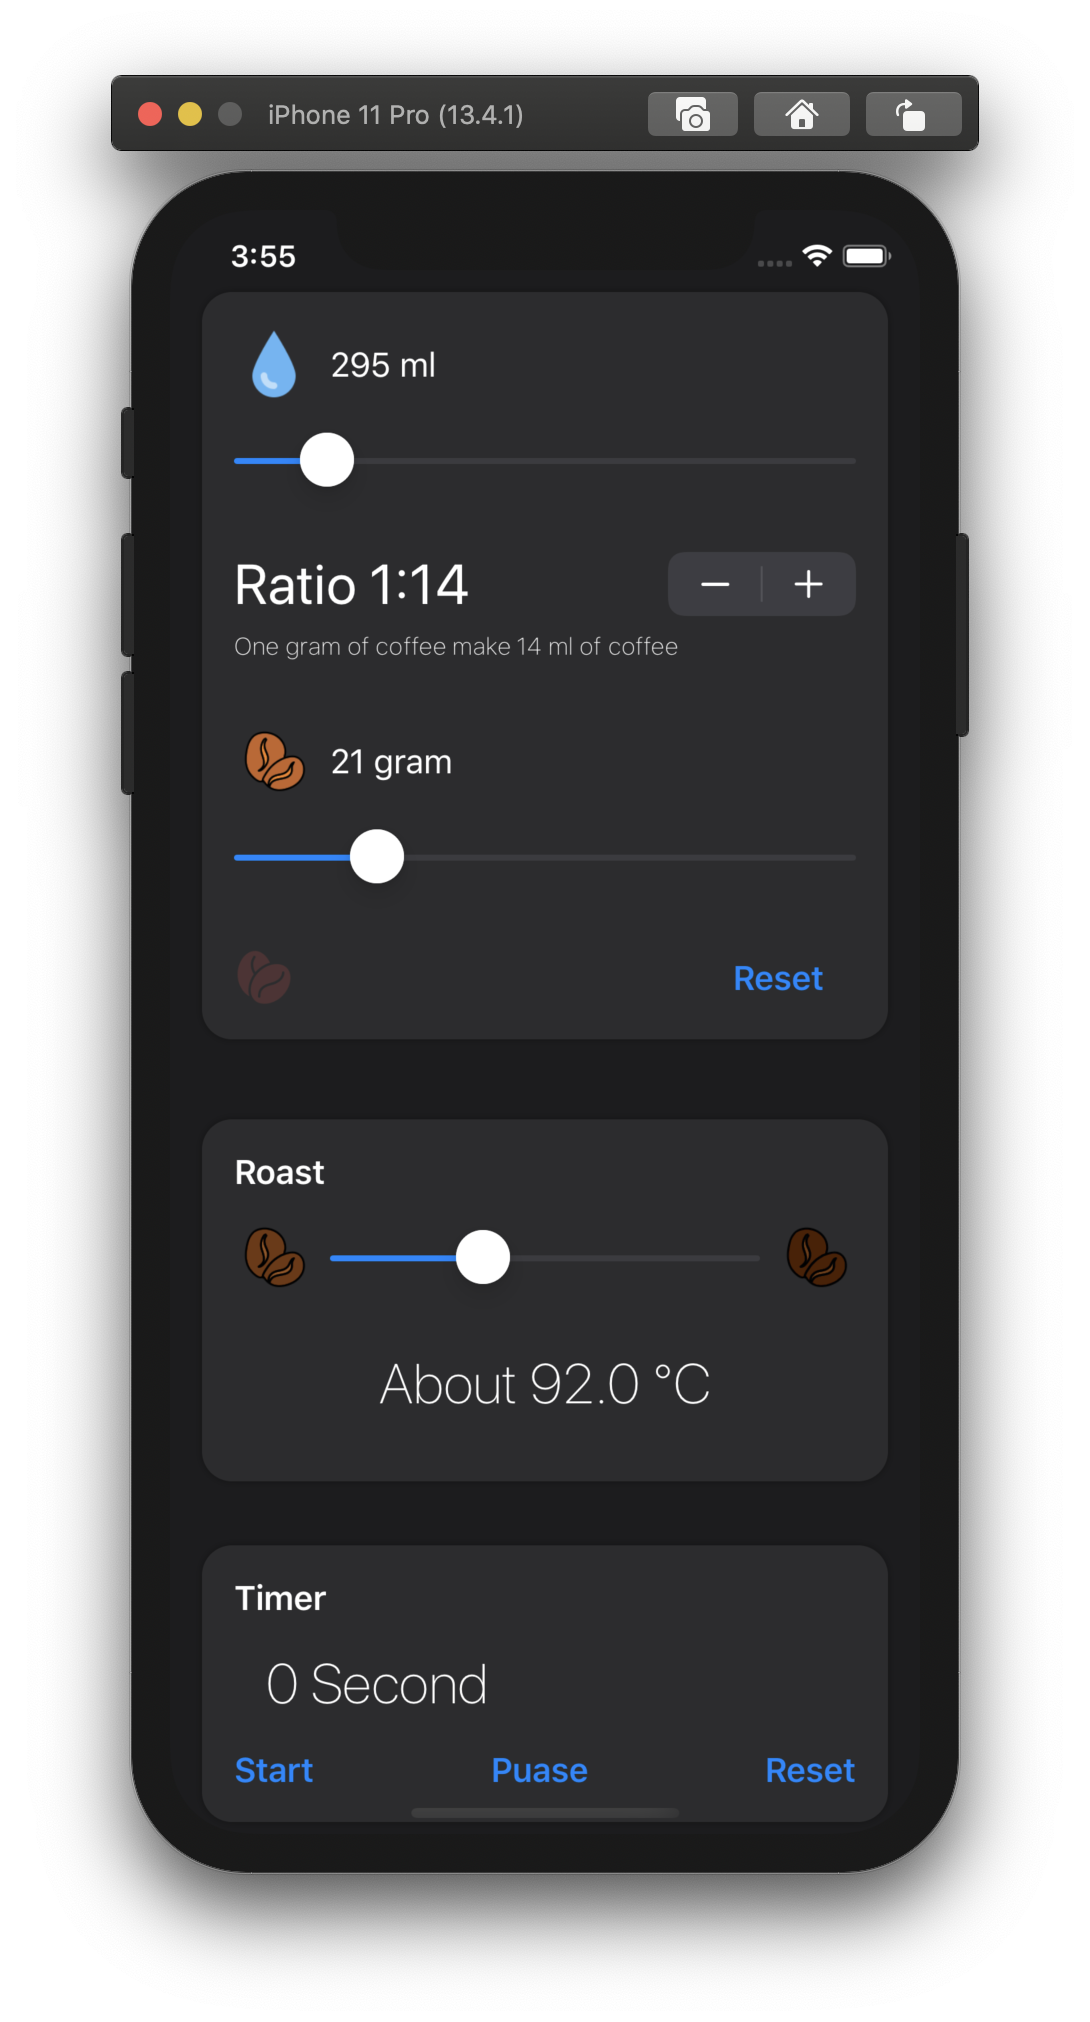 iPhone 11 Pro (13.4.1)
3:55
295 ml
Ratio 1:14
One gram of coffee make 14 ml of coffee
21 gram
Reset
Roast
About 92.0 °C
Timer
0 Second
Start Puase Reset